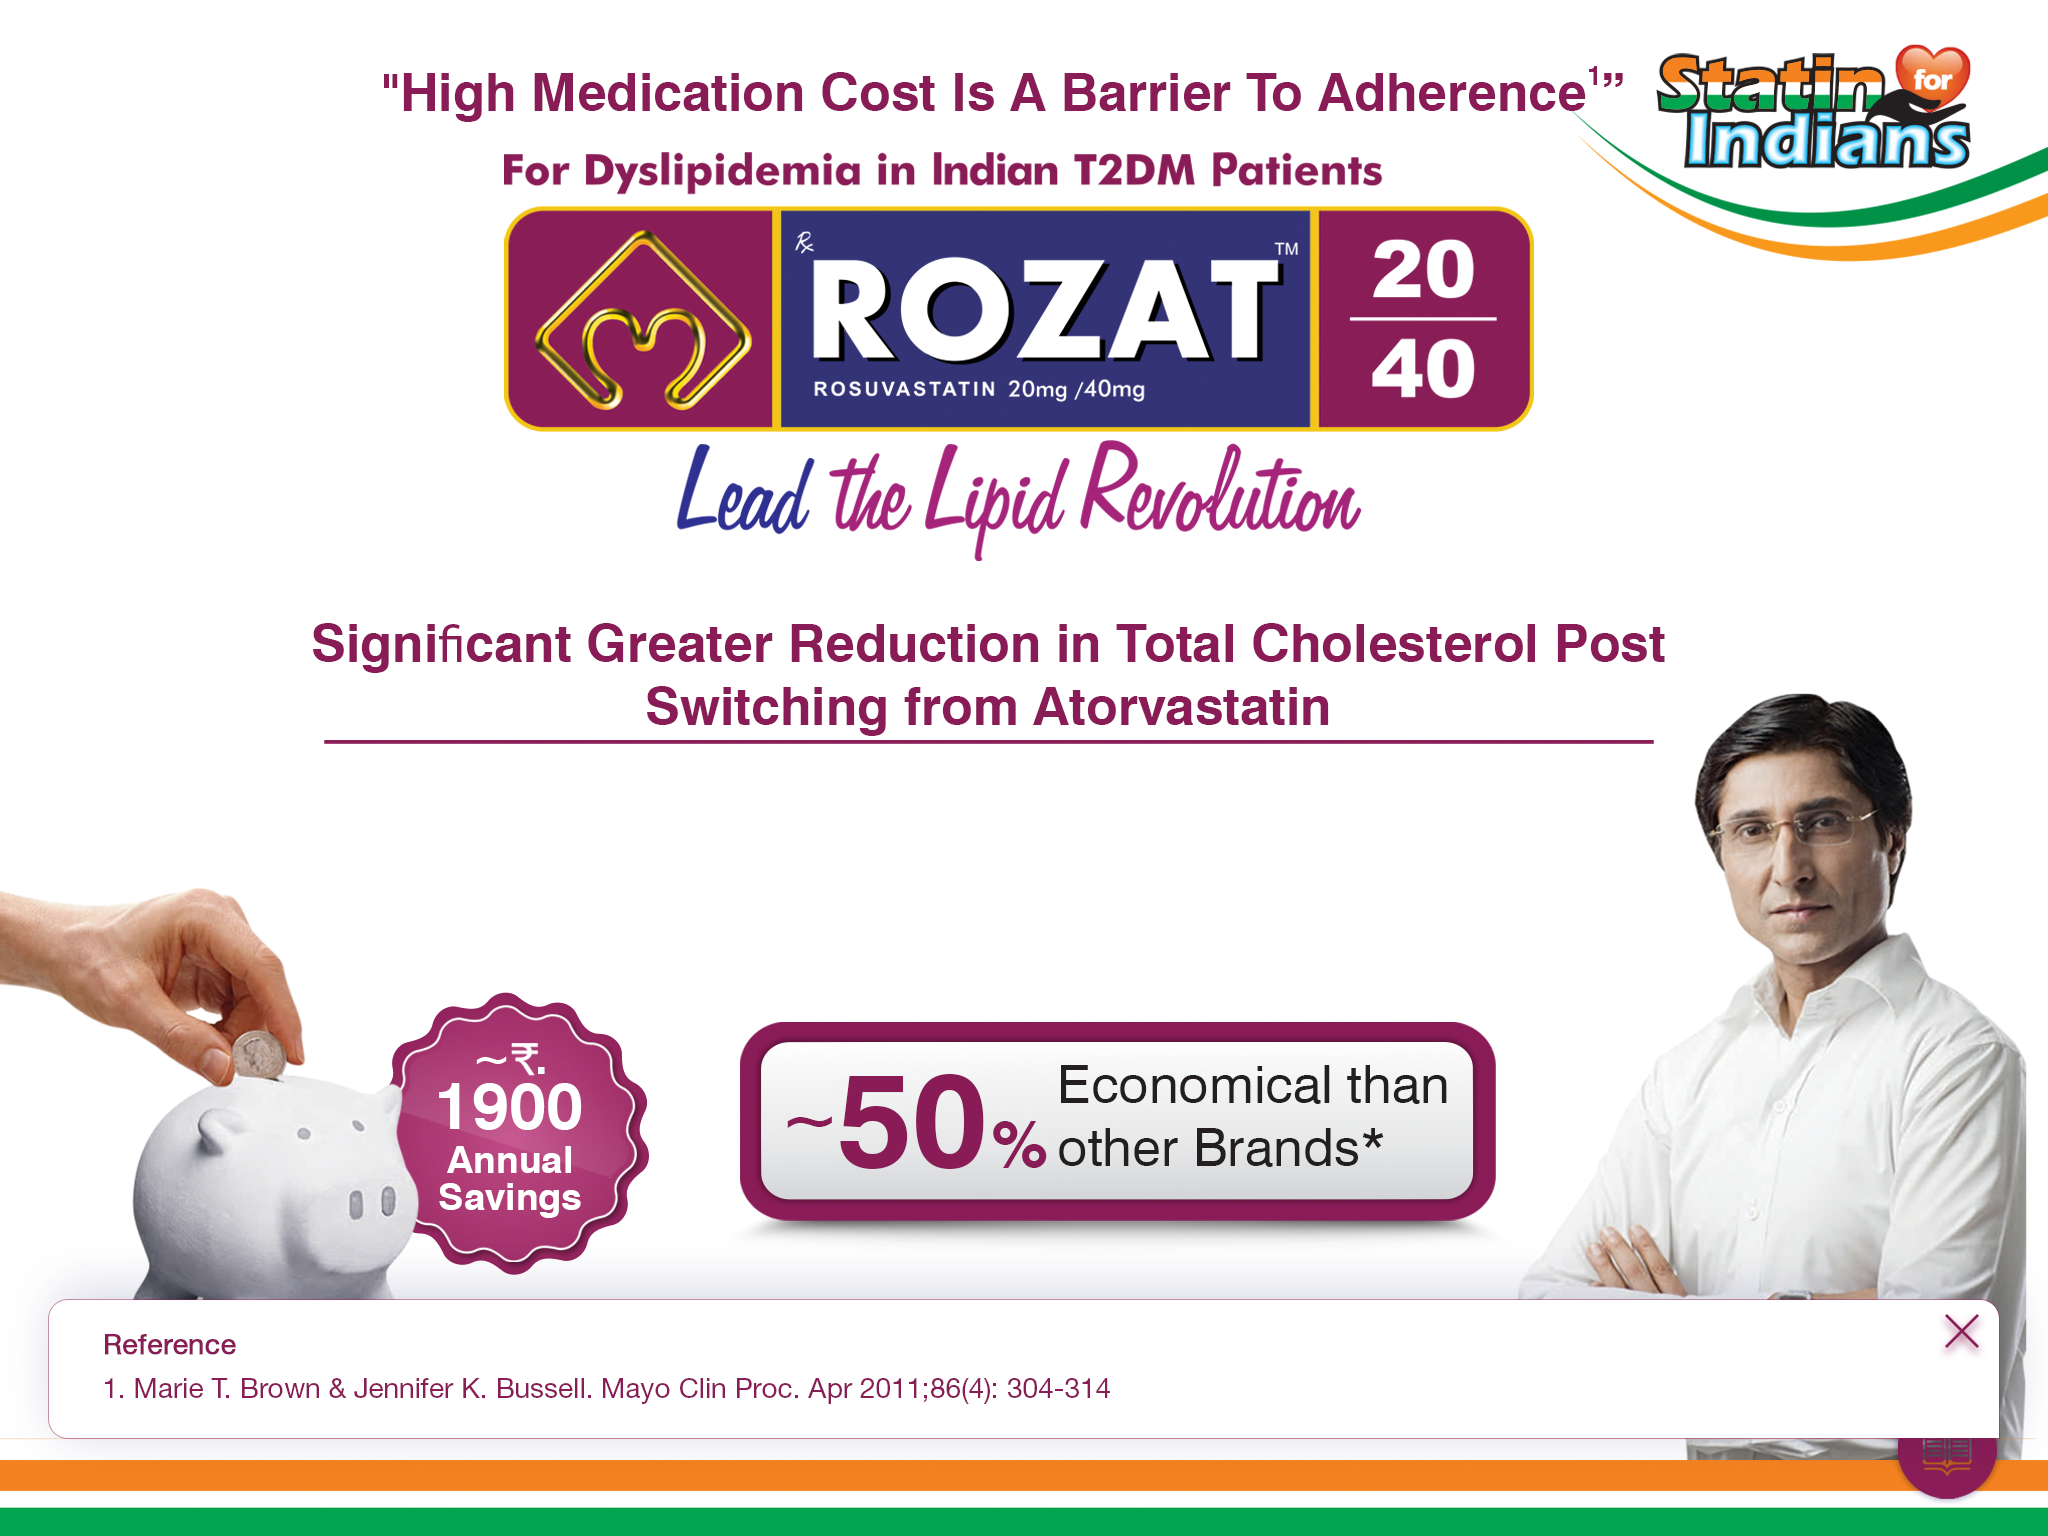 "High Medication Cost Is A Barrier To Adherence¹”
Statin for
Indians
For Dyslipidemia in Indian T2DM Patients
Rx ROZAT™
ROSUVASTATIN 20mg /40mg
20
40
Lead the Lipid Revolution
Significant Greater Reduction in Total Cholesterol Post
Switching from Atorvastatin
~₹.
1900
Annual
Savings
~50% Economical than
other Brands*
Reference
1. Marie T. Brown & Jennifer K. Bussell. Mayo Clin Proc. Apr 2011;86(4): 304-314